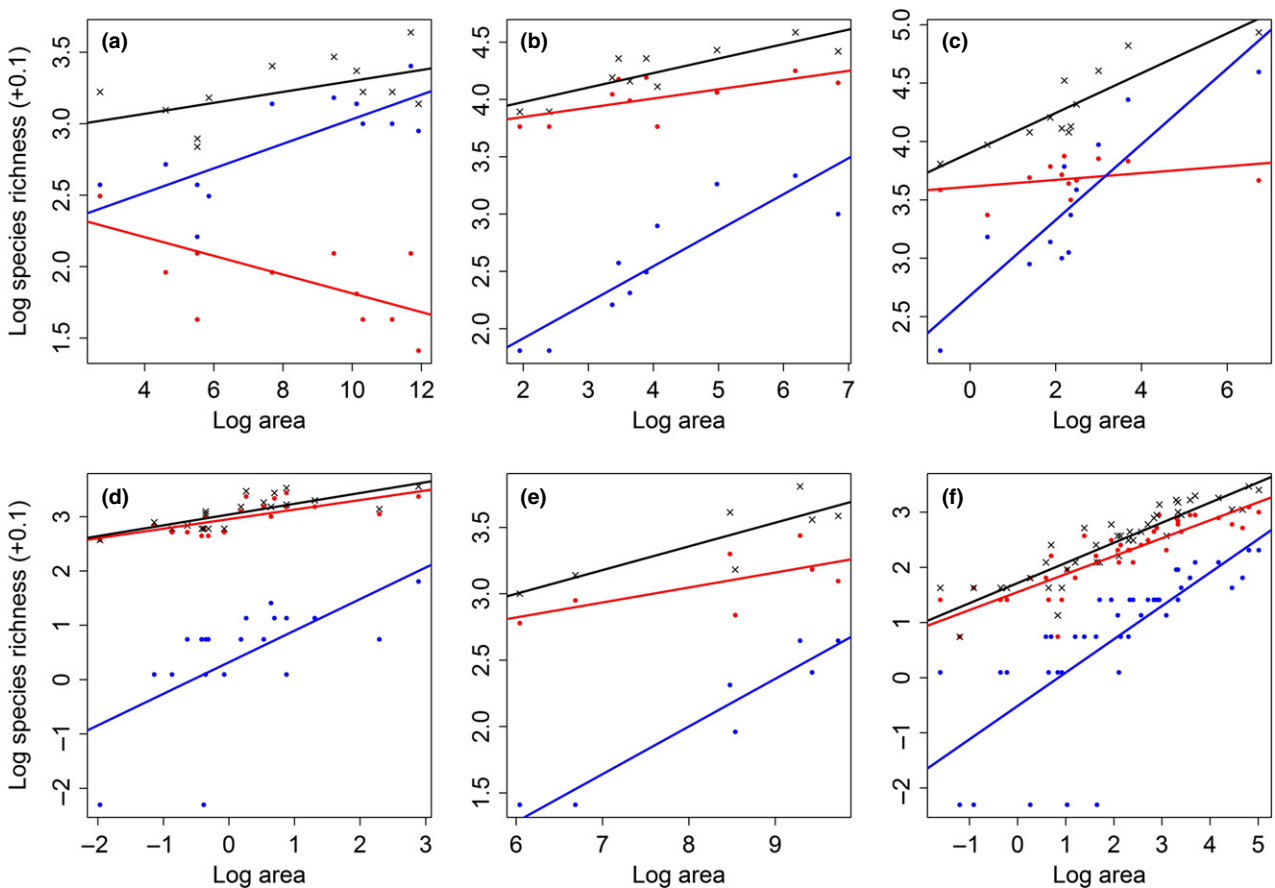 (a) (b) (c)
Log species richness (+0.1)
1.5 2.0 2.5 3.0 3.5
4 6 8 10 12
Log area
2.0 2.5 3.0 3.5 4.0 4.5
2 3 4 5 6 7
Log area
2.5 3.0 3.5 4.0 4.5 5.0
0 2 4 6
Log area
(d) (e) (f)
Log species richness (+0.1)
−2 −1 0 1 2 3
−2 −1 0 1 2 3
Log area
1.5 2.0 2.5 3.0 3.5
6 7 8 9
Log area
−2 −1 0 1 2 3
−1 0 1 2 3 4 5
Log area